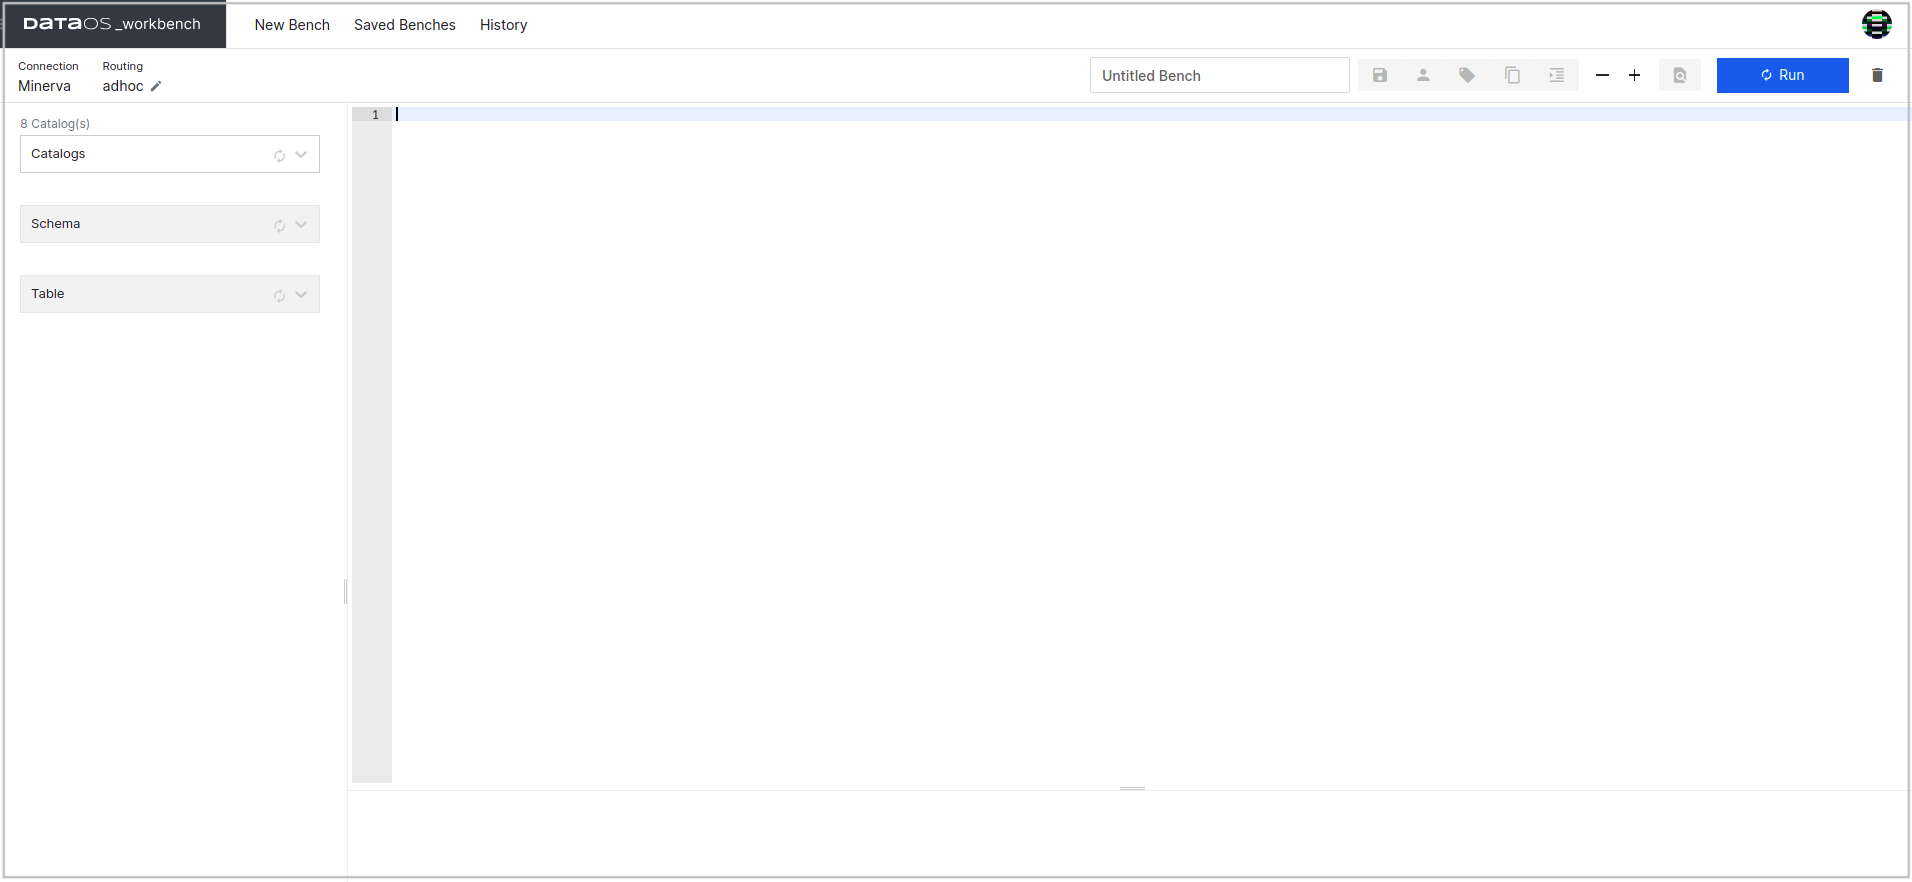 DATAOS _workbench New Bench Saved Benches History
Connection Routing
Minerva adhoc
Untitled Bench Run
8 Catalog(s)
Catalogs
Schema
Table
1